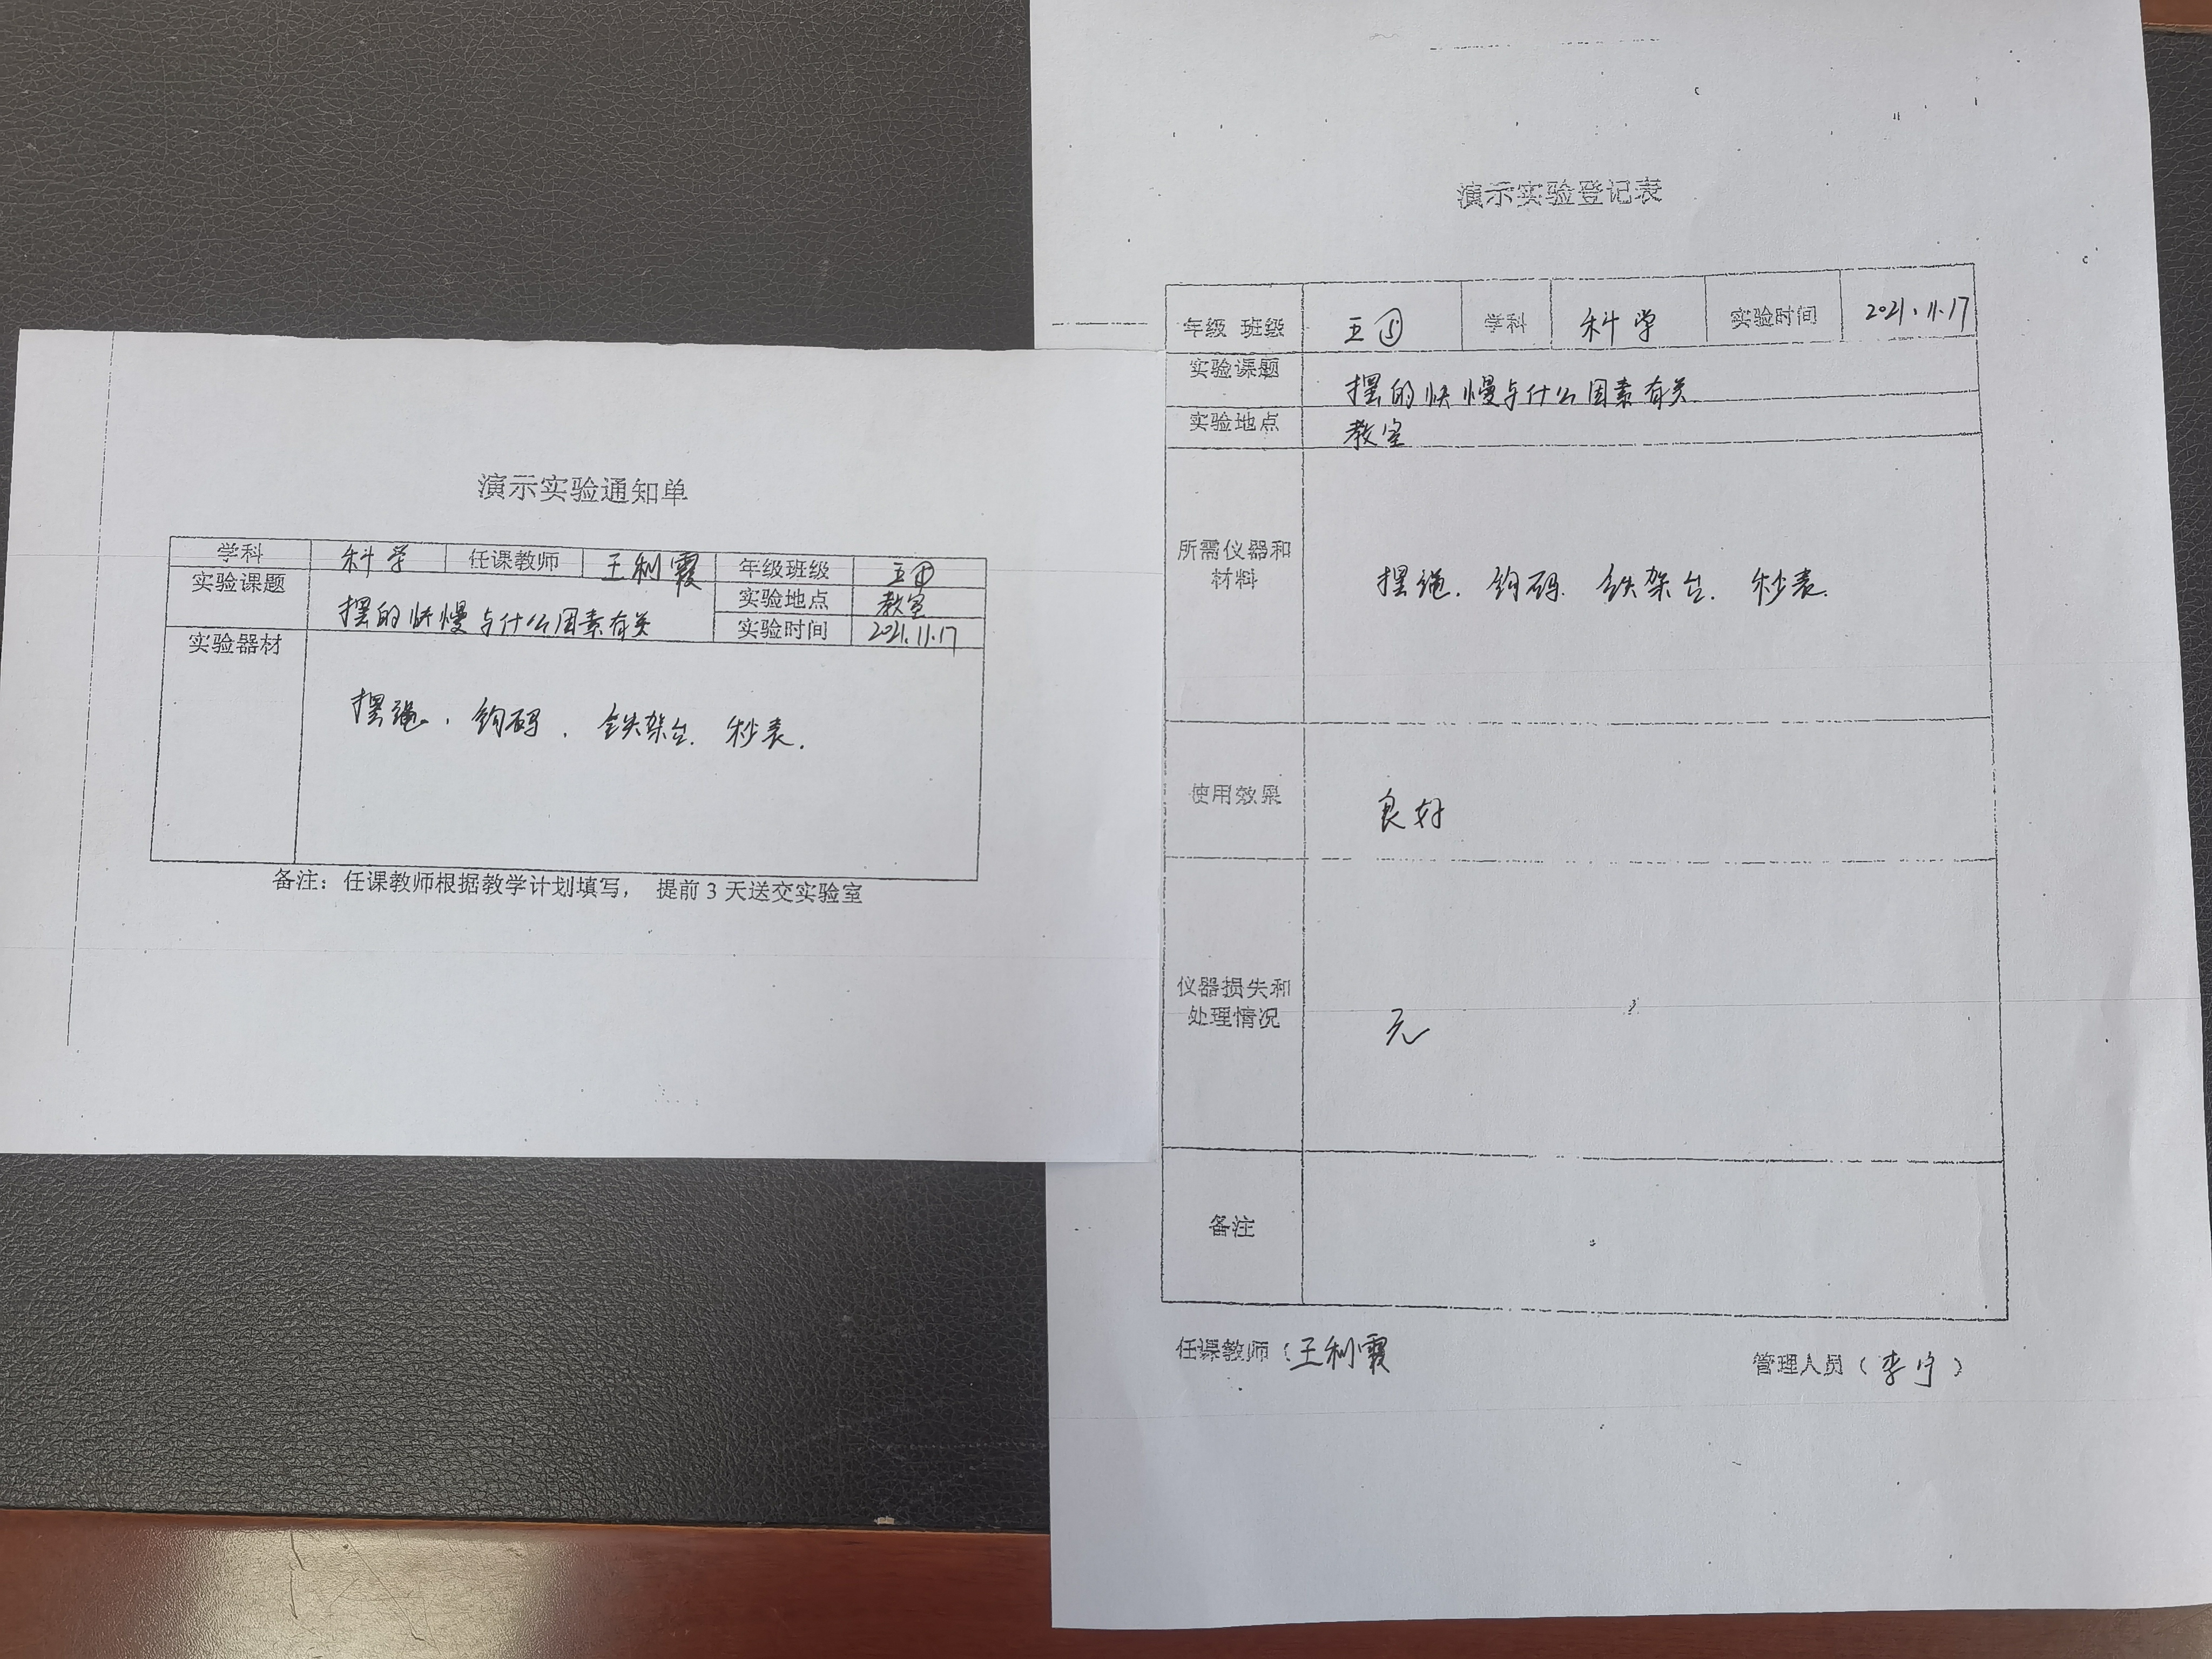 演示实验通知单
学科 科学 任课教师 王利霞 年级班级 五⑤
实验课题 摆的快慢与什么因素有关 实验地点 教室
实验时间 2021.11.17
实验器材
摆绳、钩码、铁架台、秒表.
备注：任课教师根据教学计划填写， 提前 3 天送交实验室
演示实验登记表
年级 班级 五⑤ 学科 科学 实验时间 2021.11.17
实验课题 摆的快慢与什么因素有关
实验地点 教室
所需仪器和
材料
摆绳、钩码、铁架台、秒表.
使用效果 良好
仪器损失和
处理情况
无
备注
任课教师（王利霞
管理人员（李宁）